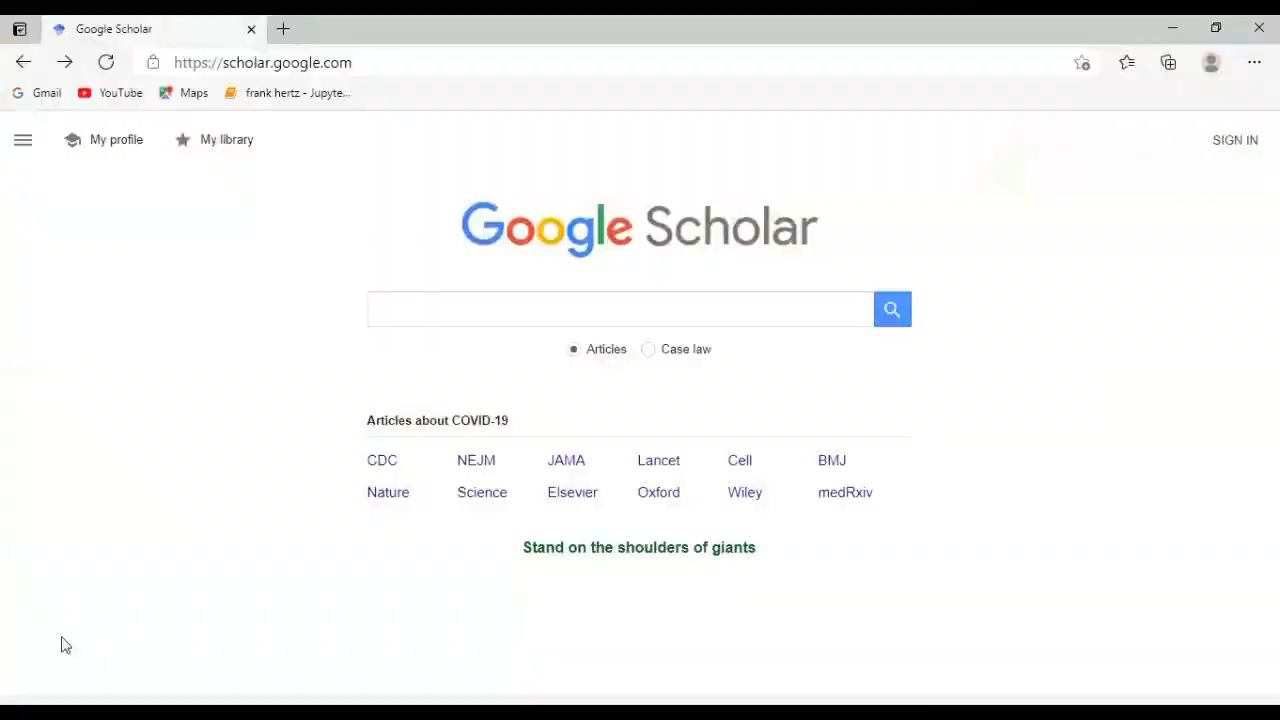 Google Scholar
https://scholar.google.com
Gmail YouTube Maps frank hertz - Jupyte...
My profile My library SIGN IN
Google Scholar
Articles Case law
Articles about COVID-19
CDC NEJM JAMA Lancet Cell BMJ
Nature Science Elsevier Oxford Wiley medRxiv
Stand on the shoulders of giants